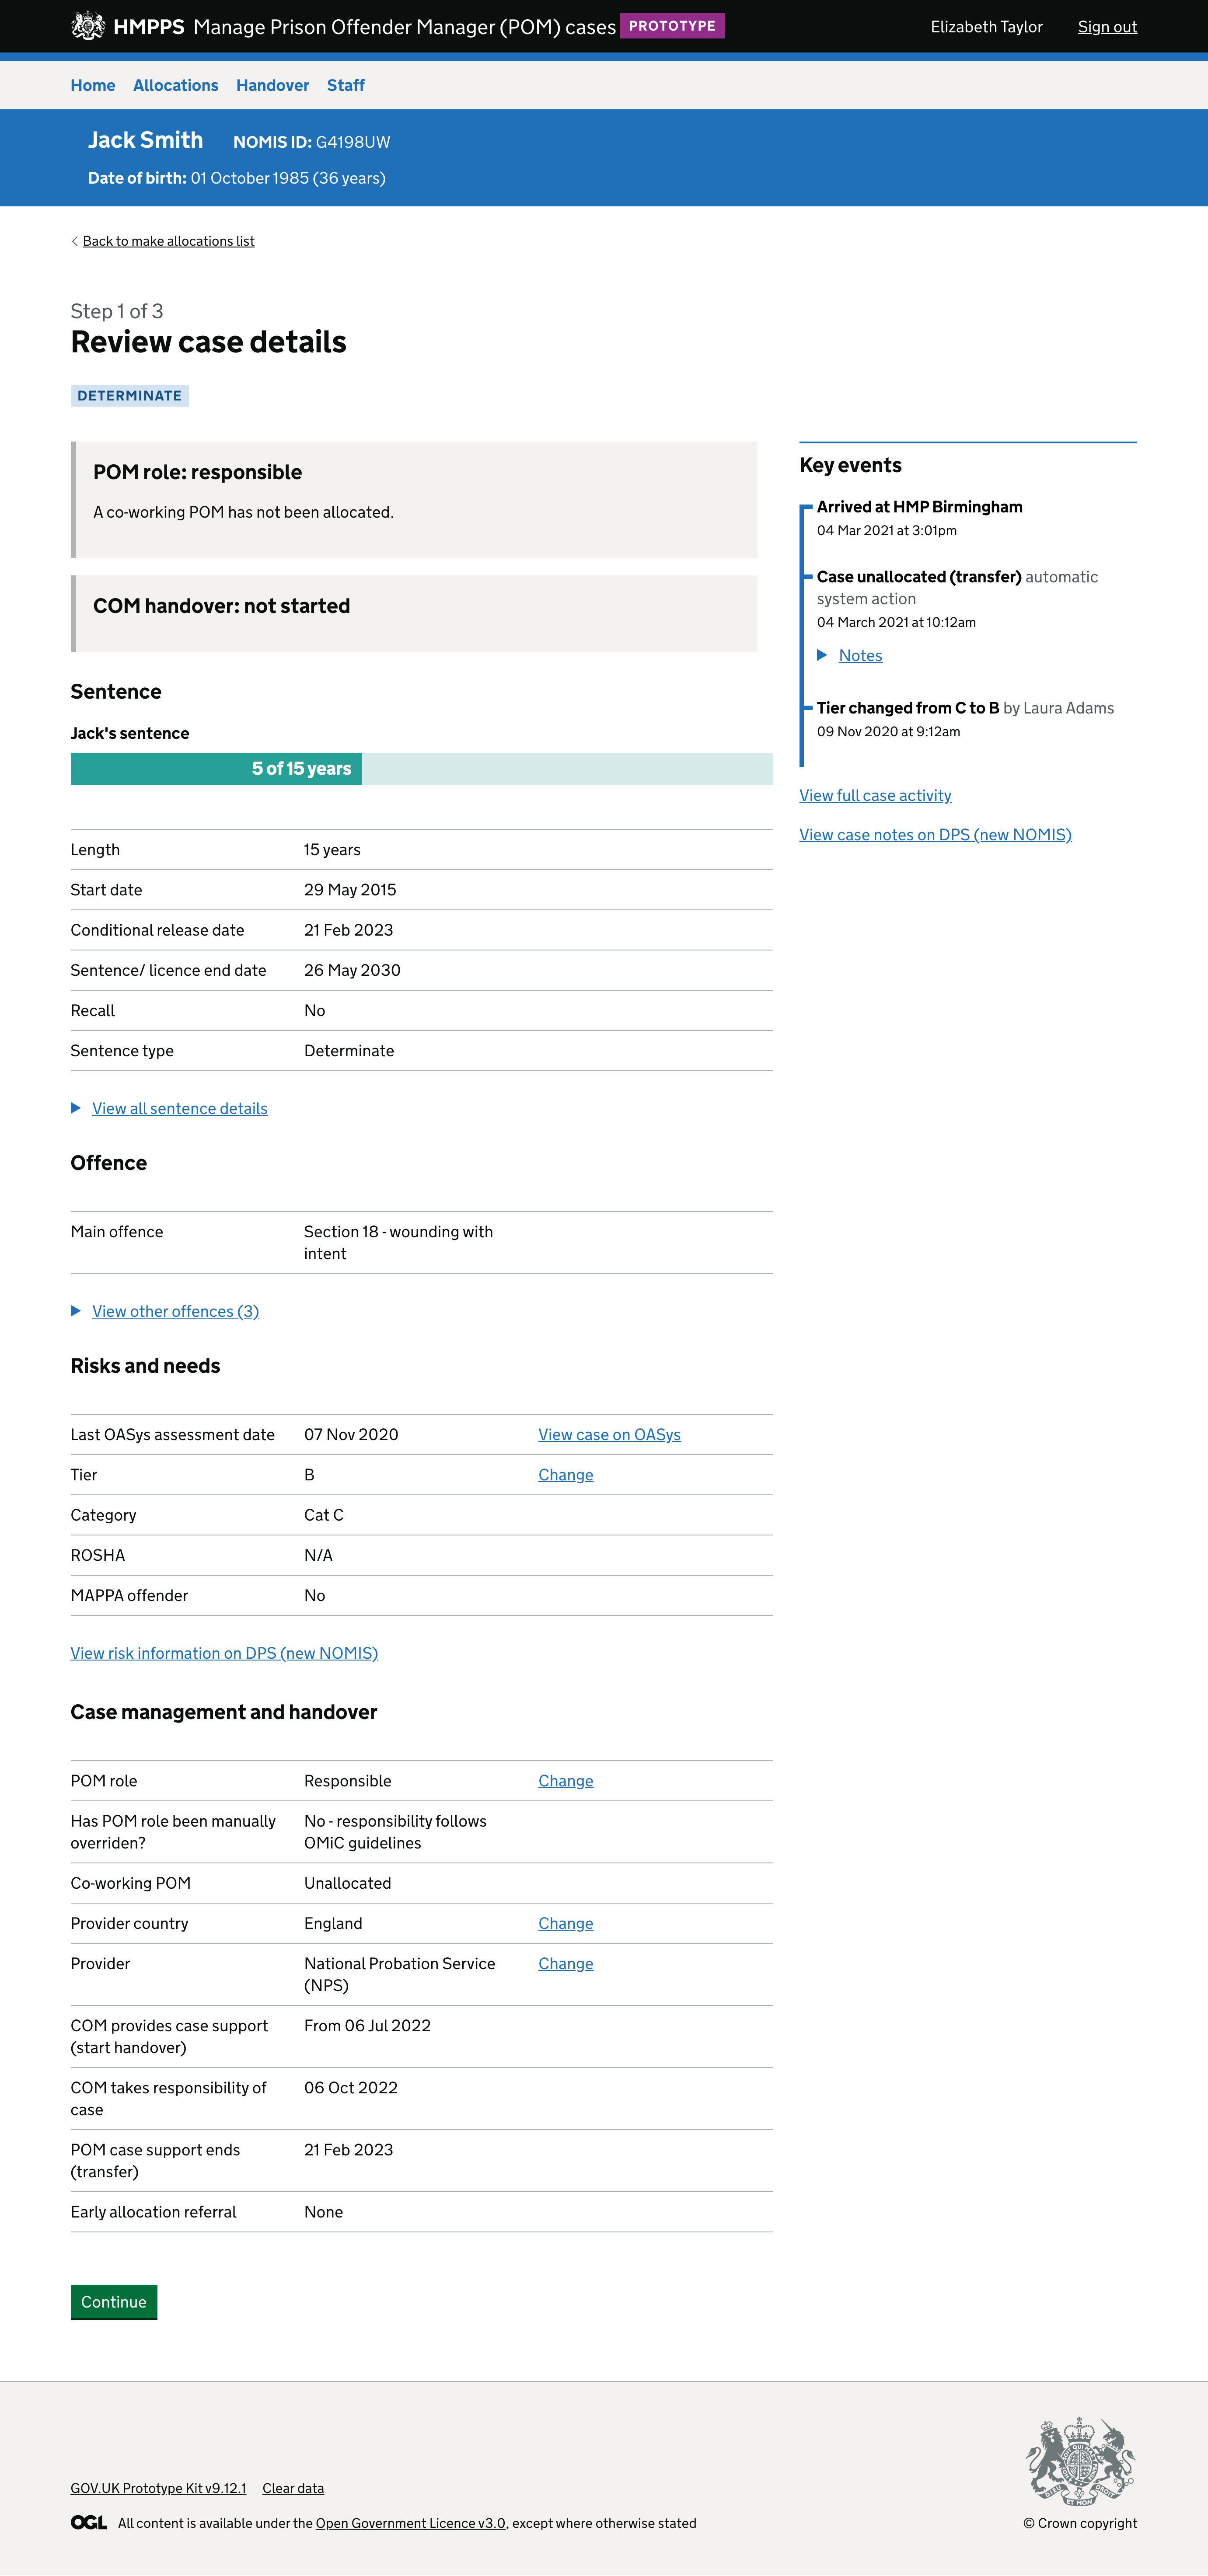 HMPPS Manage Prison Offender Manager (POM) cases PROTOTYPE Elizabeth Taylor Sign out
Home Allocations Handover Staff
Jack Smith NOMIS ID: G4198UW
Date of birth: 01 October 1985 (36 years)
Back to make allocations list
Step 1 of 3
Review case details
DETERMINATE
POM role: responsible
A co-working POM has not been allocated.
COM handover: not started
Key events
Arrived at HMP Birmingham
04 Mar 2021 at 3:01pm
Case unallocated (transfer) automatic
system action
04 March 2021 at 10:12am
Notes
Tier changed from C to B by Laura Adams
09 Nov 2020 at 9:12am
View full case activity
View case notes on DPS (new NOMIS)
Sentence
Jack's sentence
5 of 15 years
Length 15 years
Start date 29 May 2015
Conditional release date 21 Feb 2023
Sentence/ licence end date 26 May 2030
Recall No
Sentence type Determinate
View all sentence details
Offence
Main offence Section 18 - wounding with
intent
View other offences (3)
Risks and needs
Last OASys assessment date 07 Nov 2020 View case on OASys
Tier B Change
Category Cat C
ROSHA N/A
MAPPA offender No
View risk information on DPS (new NOMIS)
Case management and handover
POM role Responsible Change
Has POM role been manually No - responsibility follows
overriden? OMiC guidelines
Co-working POM Unallocated
Provider country England Change
Provider National Probation Service Change
(NPS)
COM provides case support From 06 Jul 2022
(start handover)
COM takes responsibility of 06 Oct 2022
case
POM case support ends 21 Feb 2023
(transfer)
Early allocation referral None
Continue
GOV.UK Prototype Kit v9.12.1 Clear data
OGL All content is available under the Open Government Licence v3.0, except where otherwise stated
© Crown copyright